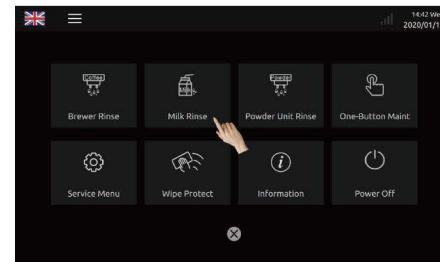 14:42 We
2020/01/1
Coffee
Milk
Powder
Brewer Rinse
Milk Rinse
Powder Unit Rinse
One-Button Maint
Service Menu
Wipe Protect
Information
Power Off